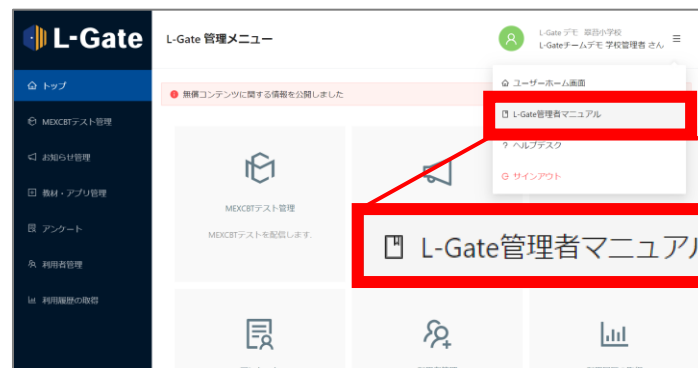 L-Gate
L-Gate 管理メニュー
L-Gateチームデモ 学校管理者 さん
トップ
MEXCBTテスト管理
お知らせ管理
教材・アプリ管理
アンケート
利用者管理
利用履歴の取得
無償コンテンツに関する情報を公開しました
ユーザーホーム画面
L-Gate管理者マニュアル
? ヘルプデスク
サインアウト
MEXCBTテスト管理
MEXCBTテストを配信します.
L-Gate管理者マニュアル